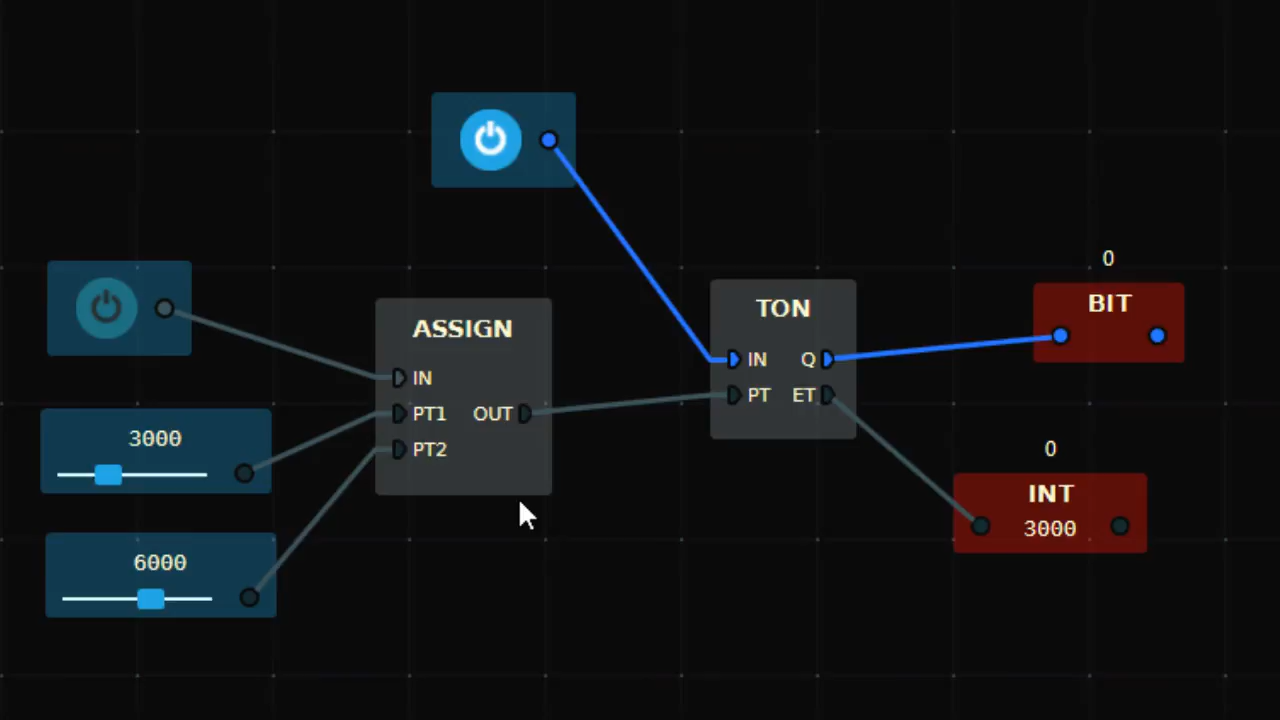 0
BIT
TON
IN Q
PT ET
ASSIGN
IN
PT1 OUT
PT2
3000
6000
0
INT
3000